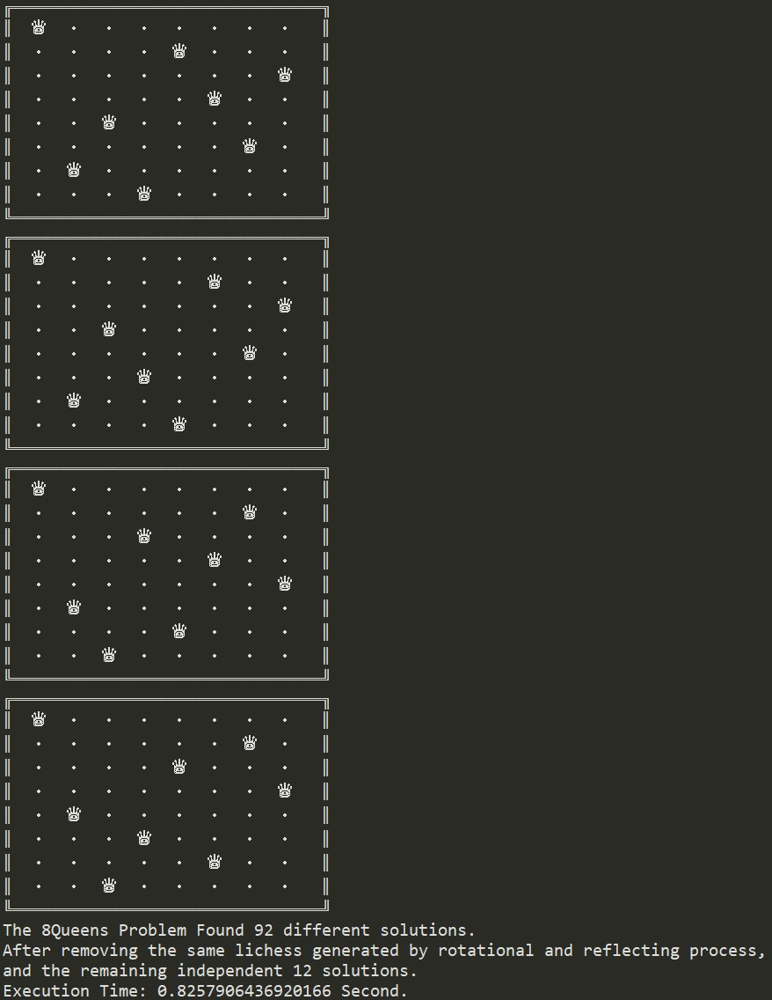 The 8Queens Problem Found 92 different solutions.
After removing the same lichess generated by rotational and reflecting process,
and the remaining independent 12 solutions.
Execution Time: 0.8257906436920166 Second.